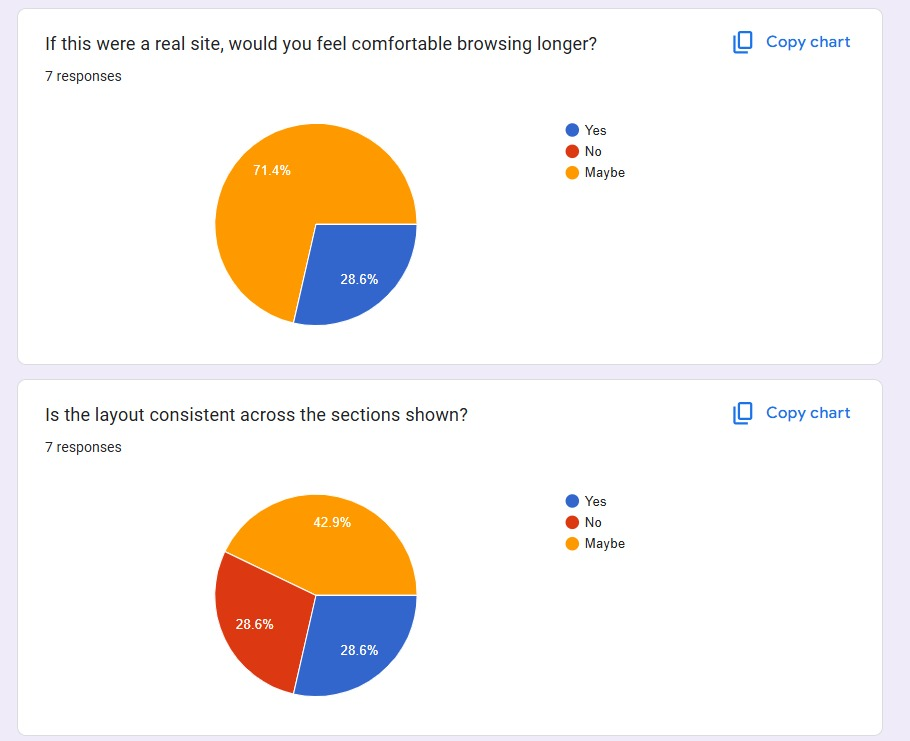 If this were a real site, would you feel comfortable browsing longer?
Copy chart
7 responses
71.4%
28.6%
Yes
No
Maybe
Is the layout consistent across the sections shown?
Copy chart
7 responses
42.9%
28.6%
28.6%
Yes
No
Maybe